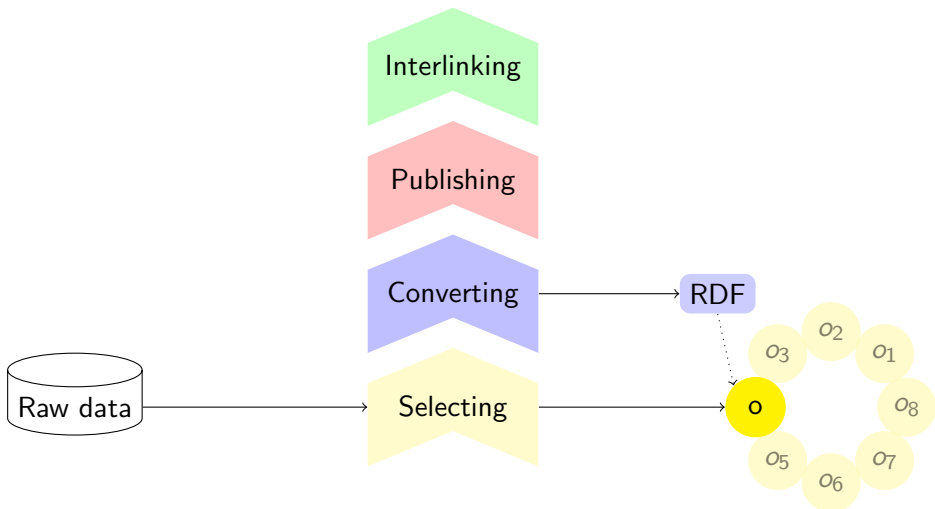 Interlinking
Publishing
Converting
RDF
Raw data
Selecting
o
o₁
o₂
o₃
o₅
o₆
o₇
o₈